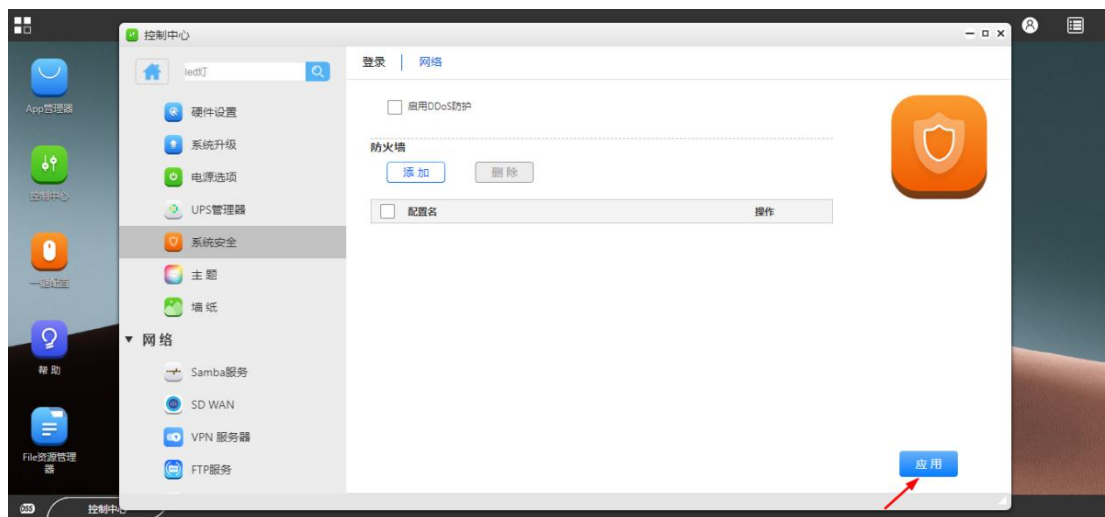 控制中心
led灯
登录
网络
App管理器
控制中心
一键配置
帮助
File资源管理
器
硬件设置
系统升级
电源选项
UPS管理器
系统安全
主题
墙纸
网络
Samba服务
SD WAN
VPN 服务器
FTP服务
启用DDoS防护
防火墙
添加
删除
配置名
操作
应用
控制中心